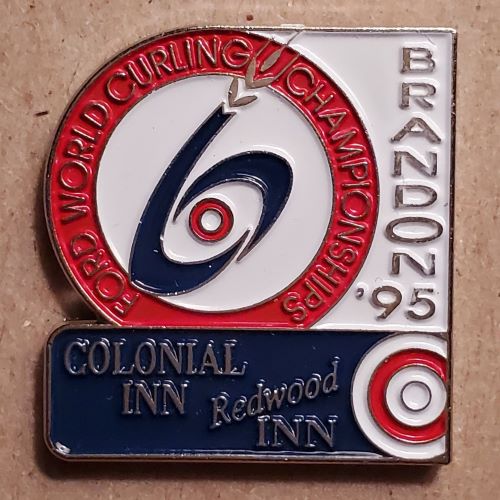 FORD WORLD CURLING CHAMPIONSHIPS
BRANDON '95
COLONIAL
INN
Redwood
INN